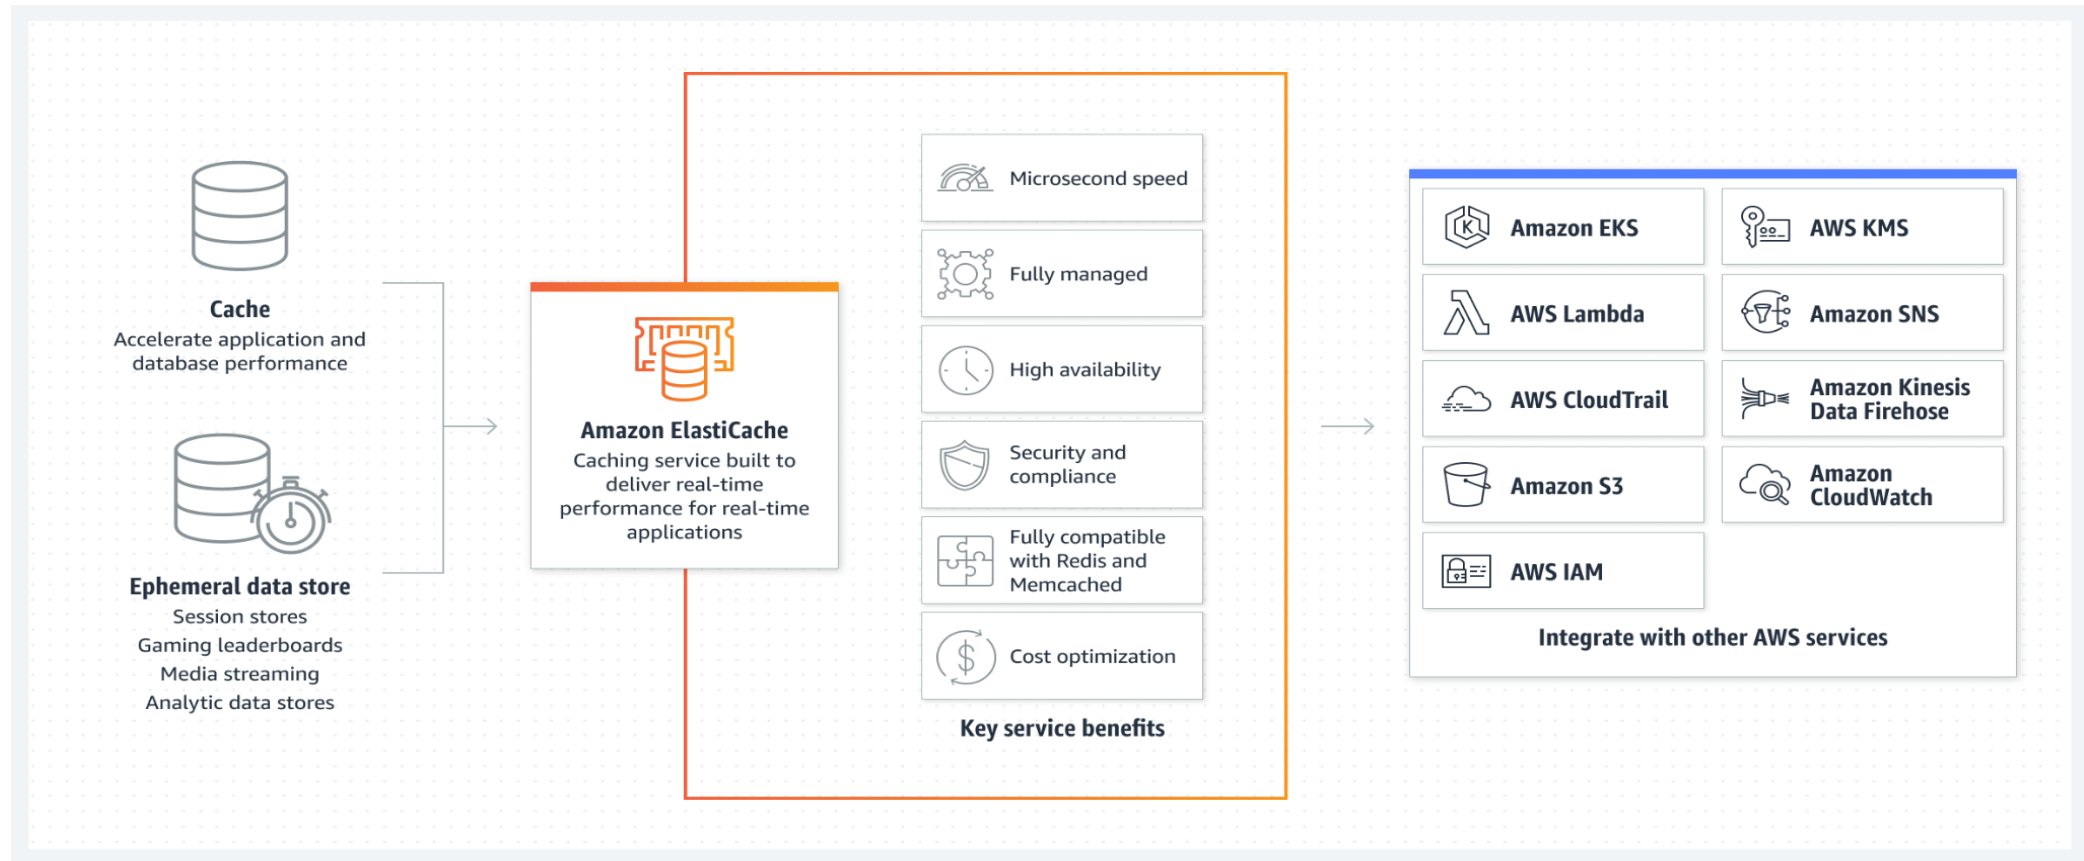 Cache
Accelerate application and
database performance
Ephemeral data store
Session stores
Gaming leaderboards
Media streaming
Analytic data stores
Amazon ElastiCache
Caching service built to
deliver real-time
performance for real-time
applications
Microsecond speed
Fully managed
High availability
Security and
compliance
Fully compatible
with Redis and
Memcached
Cost optimization
Key service benefits
Amazon EKS
AWS KMS
AWS Lambda
Amazon SNS
AWS CloudTrail
Amazon Kinesis
Data Firehose
Amazon S3
Amazon
CloudWatch
AWS IAM
Integrate with other AWS services